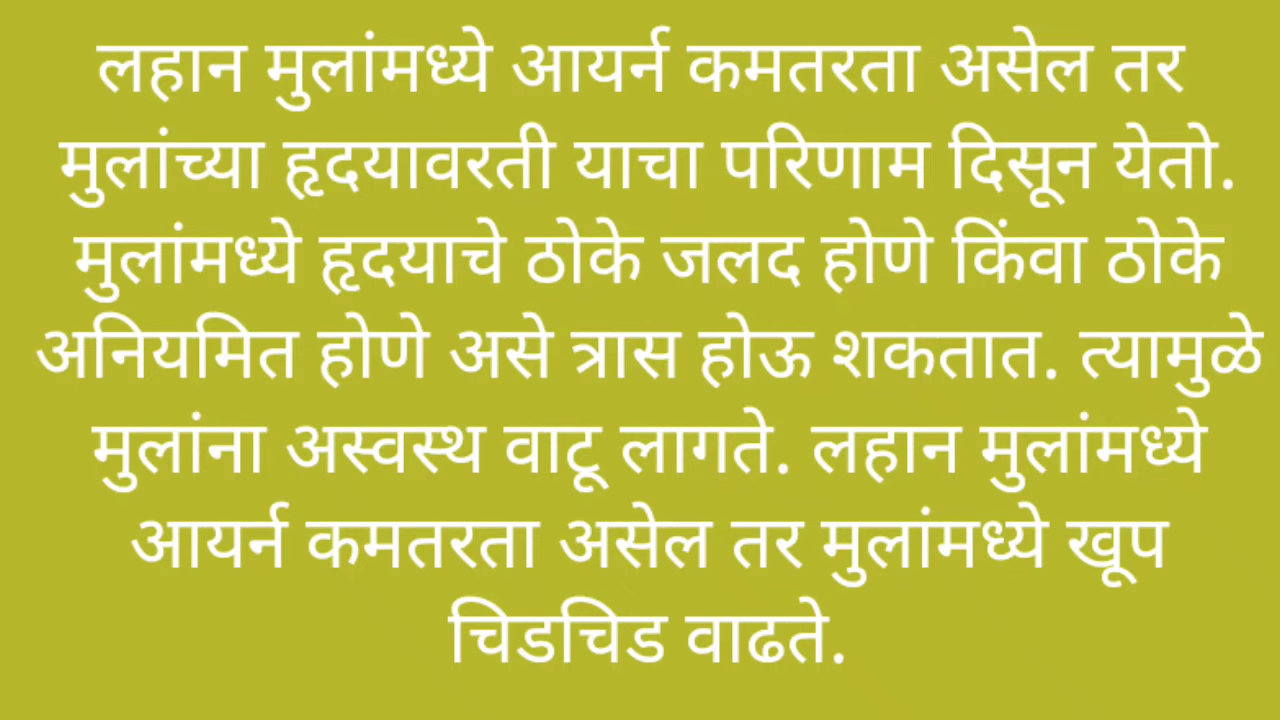 लहान मुलांमध्ये आयर्न कमतरता असेल तर
मुलांच्या हृदयावरती याचा परिणाम दिसून येतो.
मुलांमध्ये हृदयाचे ठोके जलद होणे किंवा ठोके
अनियमित होणे असे त्रास होऊ शकतात. त्यामुळे
मुलांना अस्वस्थ वाटू लागते. लहान मुलांमध्ये
आयर्न कमतरता असेल तर मुलांमध्ये खूप
चिडचिड वाढते.